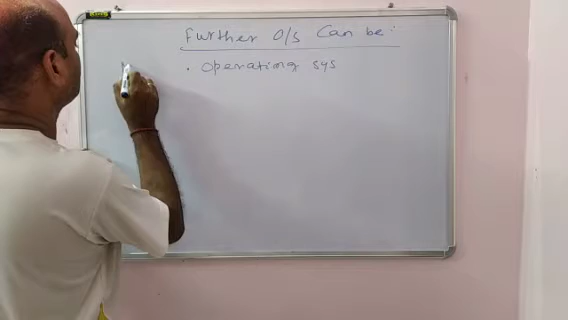 Further O/s Can be:
. Operating sys